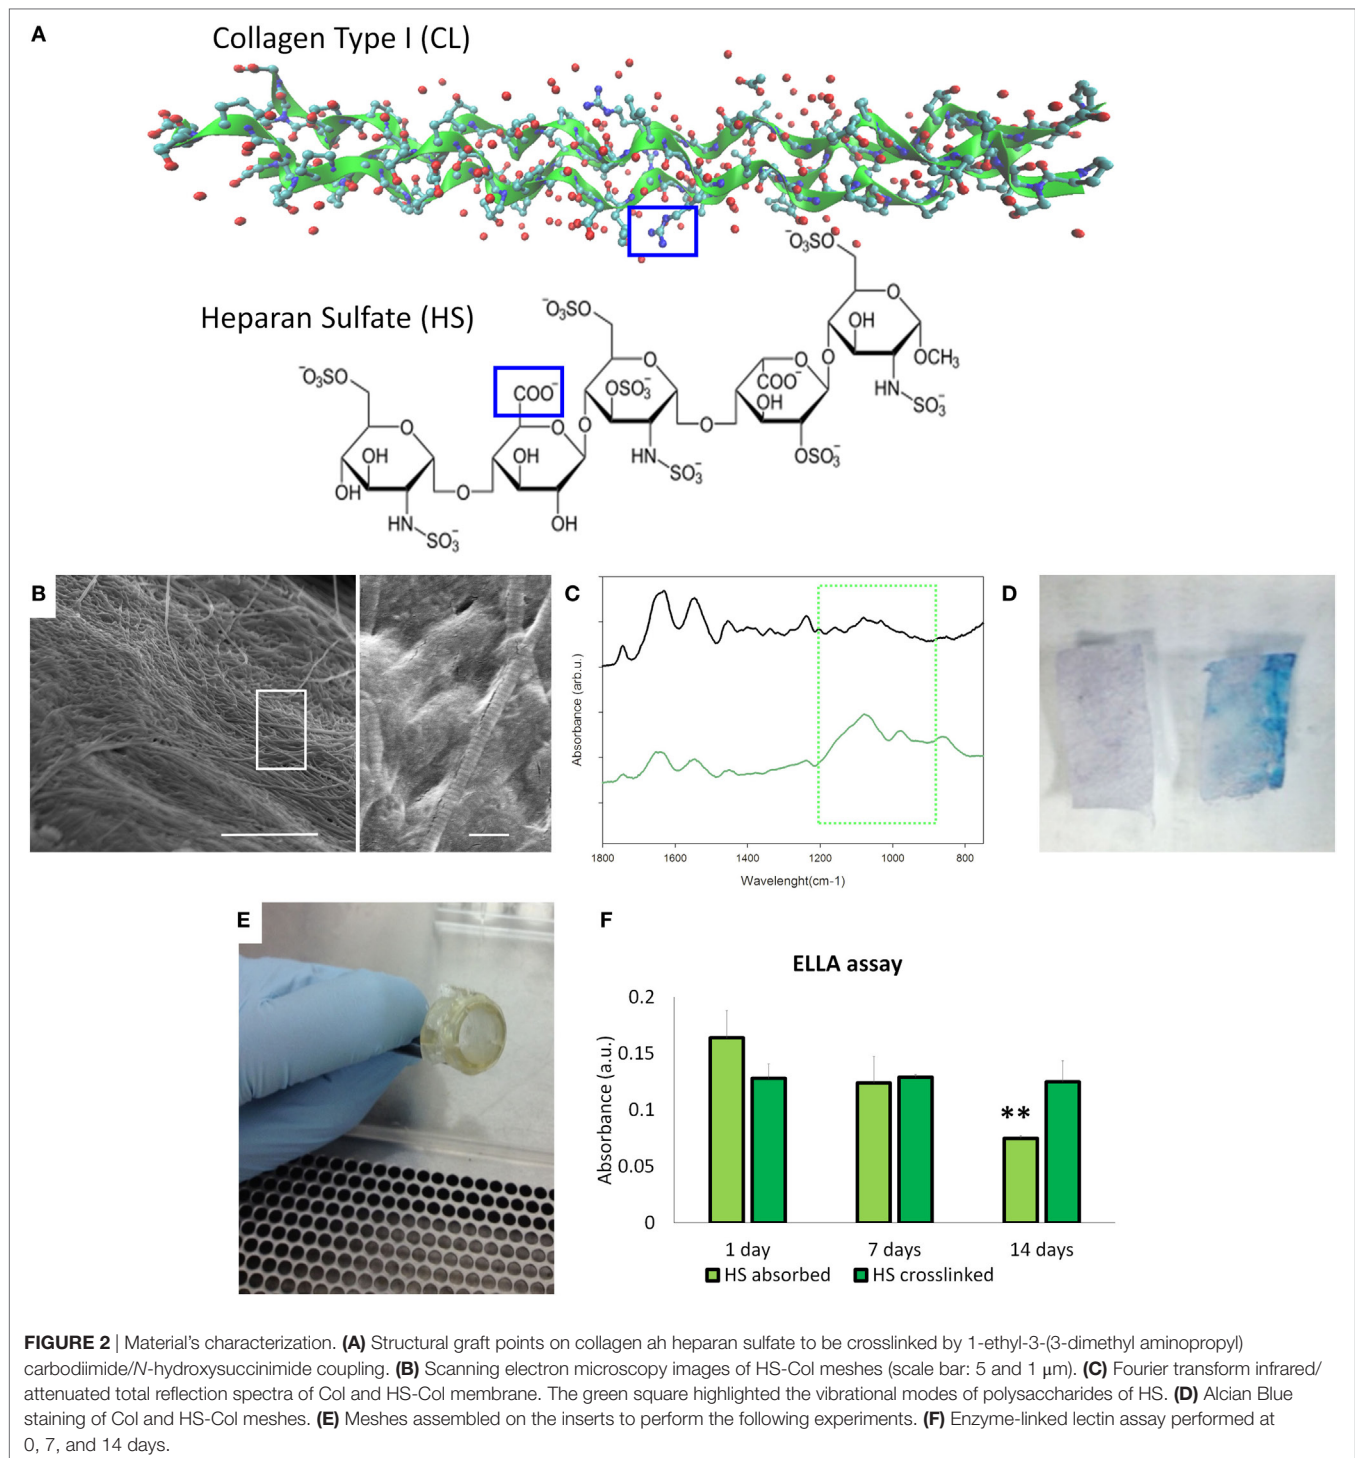 A
Collagen Type I (CL)
Heparan Sulfate (HS)
⁻O₃SO
⁻O₃SO
O
OH
OCH₃
HN
SO₃⁻
⁻O₃SO
COO⁻
O
OSO₃⁻
O
COO⁻
OH
O
O
OSO₃⁻
HN
SO₃⁻
O
O
OH
OH
O
OH
OH
HN
SO₃⁻
O
OH
B
C
Absorbance (arb.u.)
1800 1600 1400 1200 1000 800
Wavelenght(cm-1)
D
E
F
ELLA assay
Absorbance (a.u.)
0.2
0.15
0.1
0.05
0
**
1 day 7 days 14 days
HS absorbed HS crosslinked
FIGURE 2 | Material’s characterization. (A) Structural graft points on collagen ah heparan sulfate to be crosslinked by 1-ethyl-3-(3-dimethyl aminopropyl)
carbodiimide/N-hydroxysuccinimide coupling. (B) Scanning electron microscopy images of HS-Col meshes (scale bar: 5 and 1 μm). (C) Fourier transform infrared/
attenuated total reflection spectra of Col and HS-Col membrane. The green square highlighted the vibrational modes of polysaccharides of HS. (D) Alcian Blue
staining of Col and HS-Col meshes. (E) Meshes assembled on the inserts to perform the following experiments. (F) Enzyme-linked lectin assay performed at
0, 7, and 14 days.